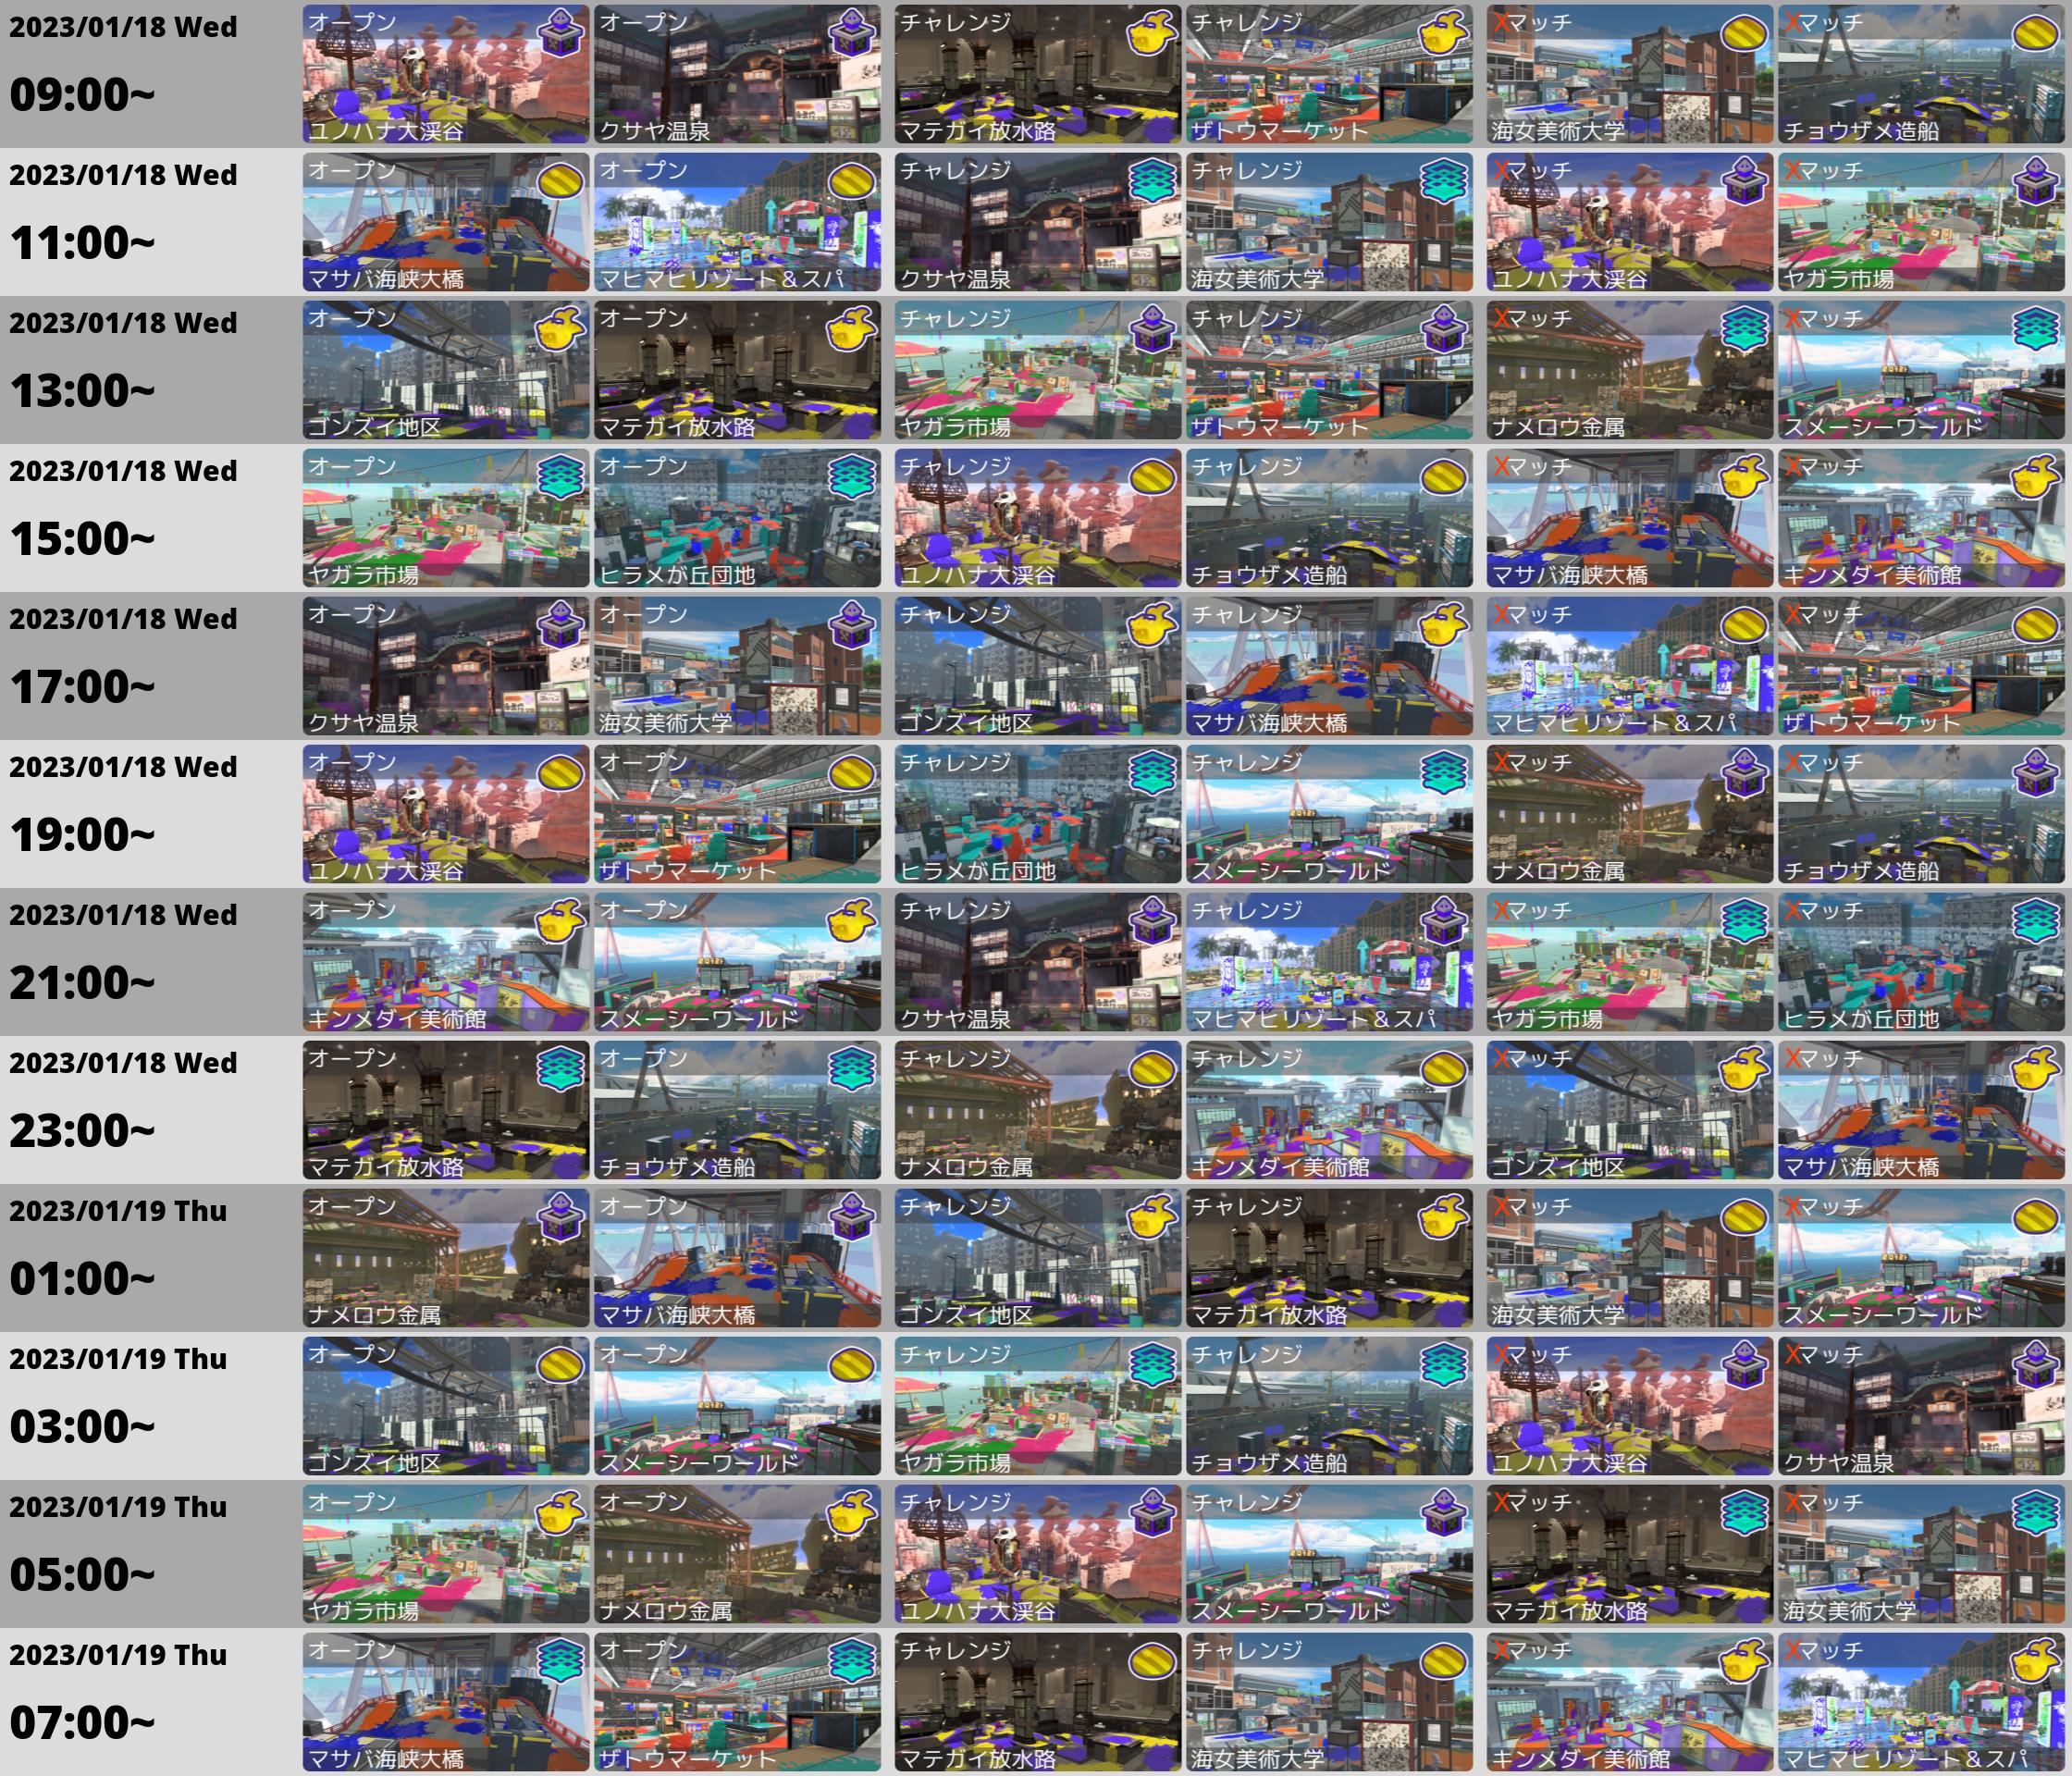 2023/01/18 Wed
09:00~
オープン
ユノハナ大渓谷
オープン
クサヤ温泉
チャレンジ
マテガイ放水路
チャレンジ
ザトウマーケット
Xマッチ
海女美術大学
Xマッチ
チョウザメ造船
2023/01/18 Wed
11:00~
オープン
マサバ海峡大橋
オープン
マヒマヒリゾート＆スパ
チャレンジ
クサヤ温泉
チャレンジ
海女美術大学
Xマッチ
ユノハナ大渓谷
Xマッチ
ヤガラ市場
2023/01/18 Wed
13:00~
オープン
ゴンズイ地区
オープン
マテガイ放水路
チャレンジ
ヤガラ市場
チャレンジ
ザトウマーケット
Xマッチ
ナメロウ金属
Xマッチ
スメーシーワールド
2023/01/18 Wed
15:00~
オープン
ヤガラ市場
オープン
ヒラメが丘団地
チャレンジ
ユノハナ大渓谷
チャレンジ
チョウザメ造船
Xマッチ
マサバ海峡大橋
Xマッチ
キンメダイ美術館
2023/01/18 Wed
17:00~
オープン
クサヤ温泉
オープン
海女美術大学
チャレンジ
ゴンズイ地区
チャレンジ
マサバ海峡大橋
Xマッチ
マヒマヒリゾート＆スパ
Xマッチ
ザトウマーケット
2023/01/18 Wed
19:00~
オープン
ユノハナ大渓谷
オープン
ザトウマーケット
チャレンジ
ヒラメが丘団地
チャレンジ
スメーシーワールド
Xマッチ
ナメロウ金属
Xマッチ
チョウザメ造船
2023/01/18 Wed
21:00~
オープン
キンメダイ美術館
オープン
スメーシーワールド
チャレンジ
クサヤ温泉
チャレンジ
マヒマヒリゾート＆スパ
Xマッチ
ヤガラ市場
Xマッチ
ヒラメが丘団地
2023/01/18 Wed
23:00~
オープン
マテガイ放水路
オープン
チョウザメ造船
チャレンジ
ナメロウ金属
チャレンジ
キンメダイ美術館
Xマッチ
ゴンズイ地区
Xマッチ
マサバ海峡大橋
2023/01/19 Thu
01:00~
オープン
ナメロウ金属
オープン
マサバ海峡大橋
チャレンジ
ゴンズイ地区
チャレンジ
マテガイ放水路
Xマッチ
海女美術大学
Xマッチ
スメーシーワールド
2023/01/19 Thu
03:00~
オープン
ゴンズイ地区
オープン
スメーシーワールド
チャレンジ
ヤガラ市場
チャレンジ
チョウザメ造船
Xマッチ
ユノハナ大渓谷
Xマッチ
クサヤ温泉
2023/01/19 Thu
05:00~
オープン
ヤガラ市場
オープン
ナメロウ金属
チャレンジ
ユノハナ大渓谷
チャレンジ
スメーシーワールド
Xマッチ
マテガイ放水路
Xマッチ
海女美術大学
2023/01/19 Thu
07:00~
オープン
マサバ海峡大橋
オープン
ザトウマーケット
チャレンジ
マテガイ放水路
チャレンジ
海女美術大学
Xマッチ
キンメダイ美術館
Xマッチ
マヒマヒリゾート＆スパ